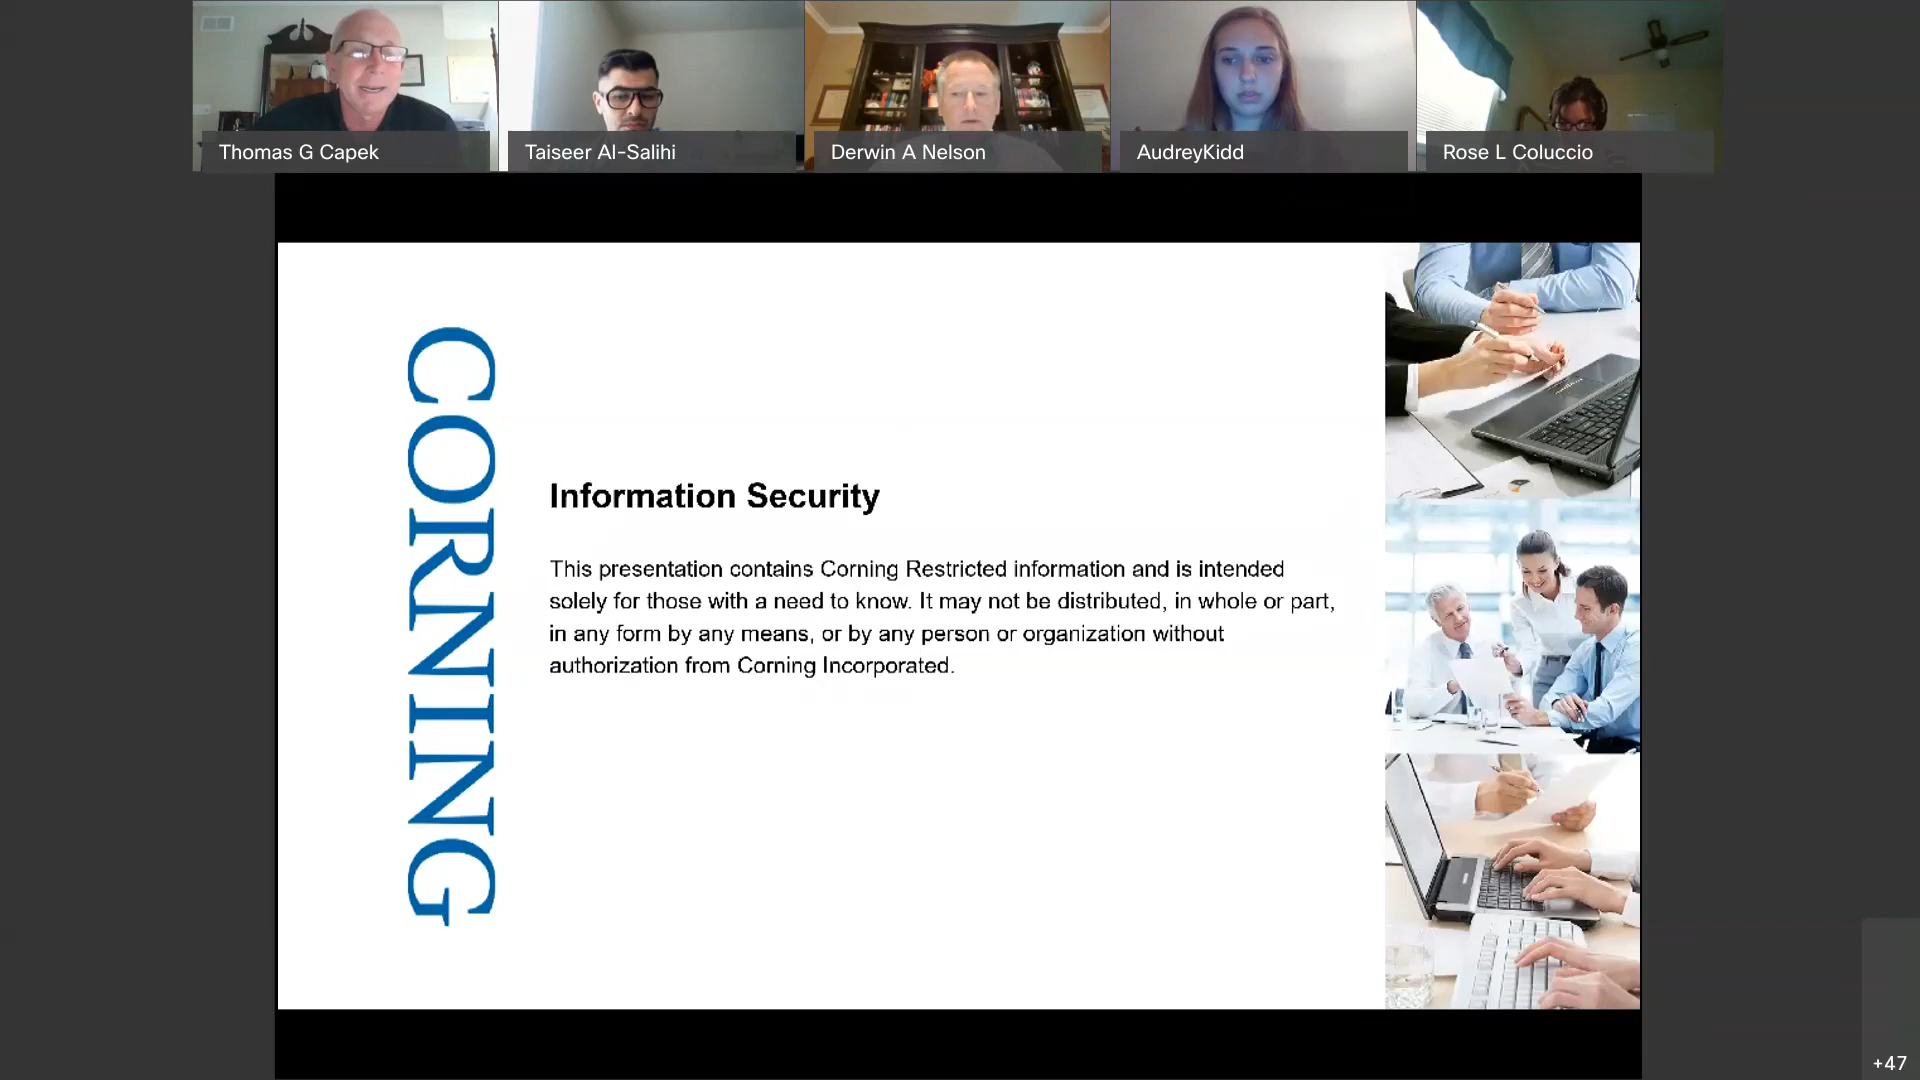 Thomas G Capek
Taiseer Al-Salihi
Derwin A Nelson
AudreyKidd
Rose L Coluccio
CORNING
Information Security
This presentation contains Corning Restricted information and is intended
solely for those with a need to know. It may not be distributed, in whole or part,
in any form by any means, or by any person or organization without
authorization from Corning Incorporated.
+47